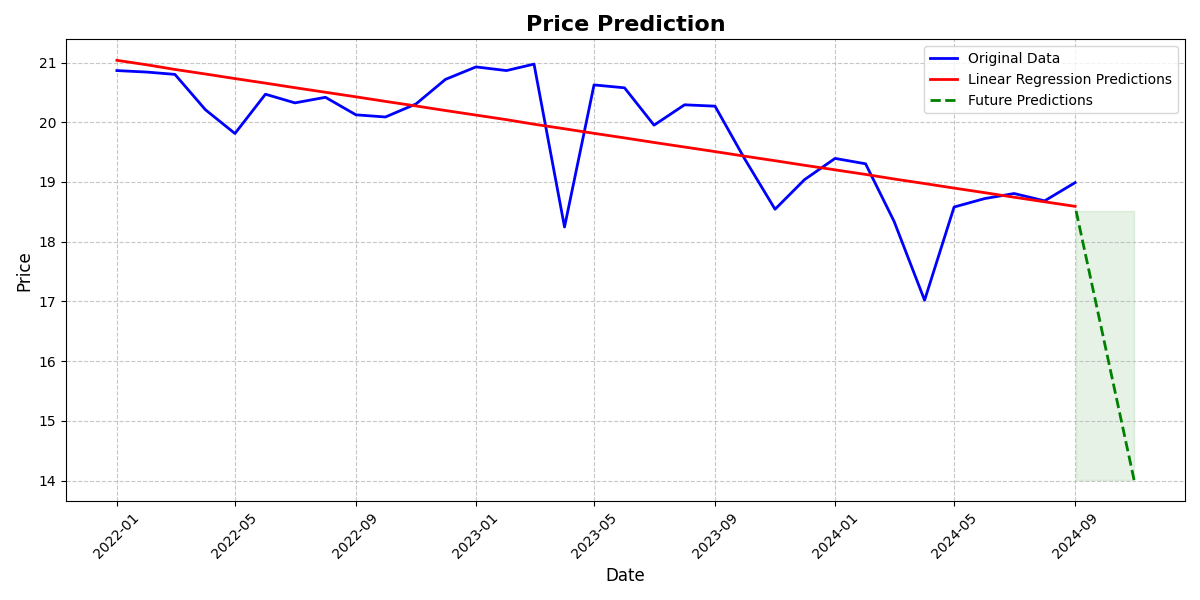 Price Prediction
Original Data
Linear Regression Predictions
Future Predictions
Price
21
20
19
18
17
16
15
14
2022-01
2022-05
2022-09
2023-01
2023-05
2023-09
2024-01
2024-05
2024-09
Date